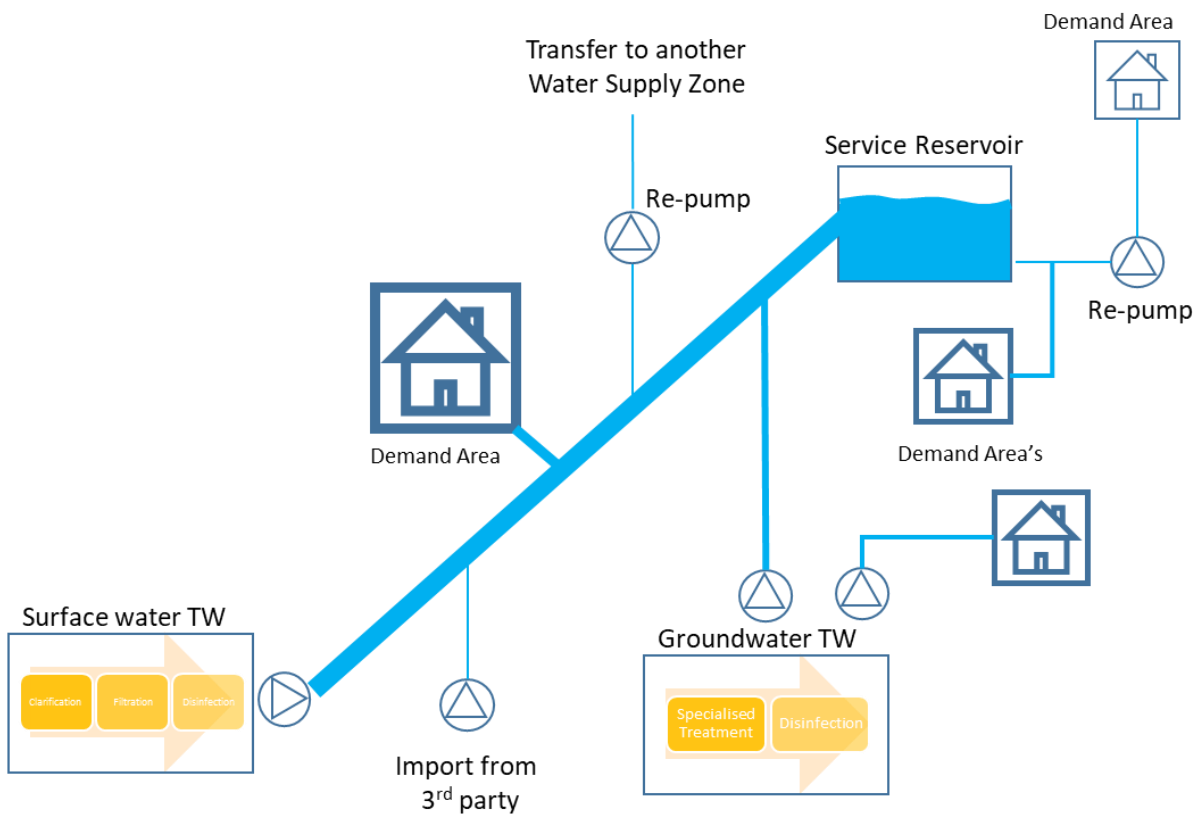 Demand Area
Transfer to another
Water Supply Zone
Service Reservoir
Re-pump
Re-pump
Demand Area
Demand Area's
Surface water TW
Clarification
Filtration
Disinfection
Groundwater TW
Specialised
Treatment
Disinfection
Import from
3rd party